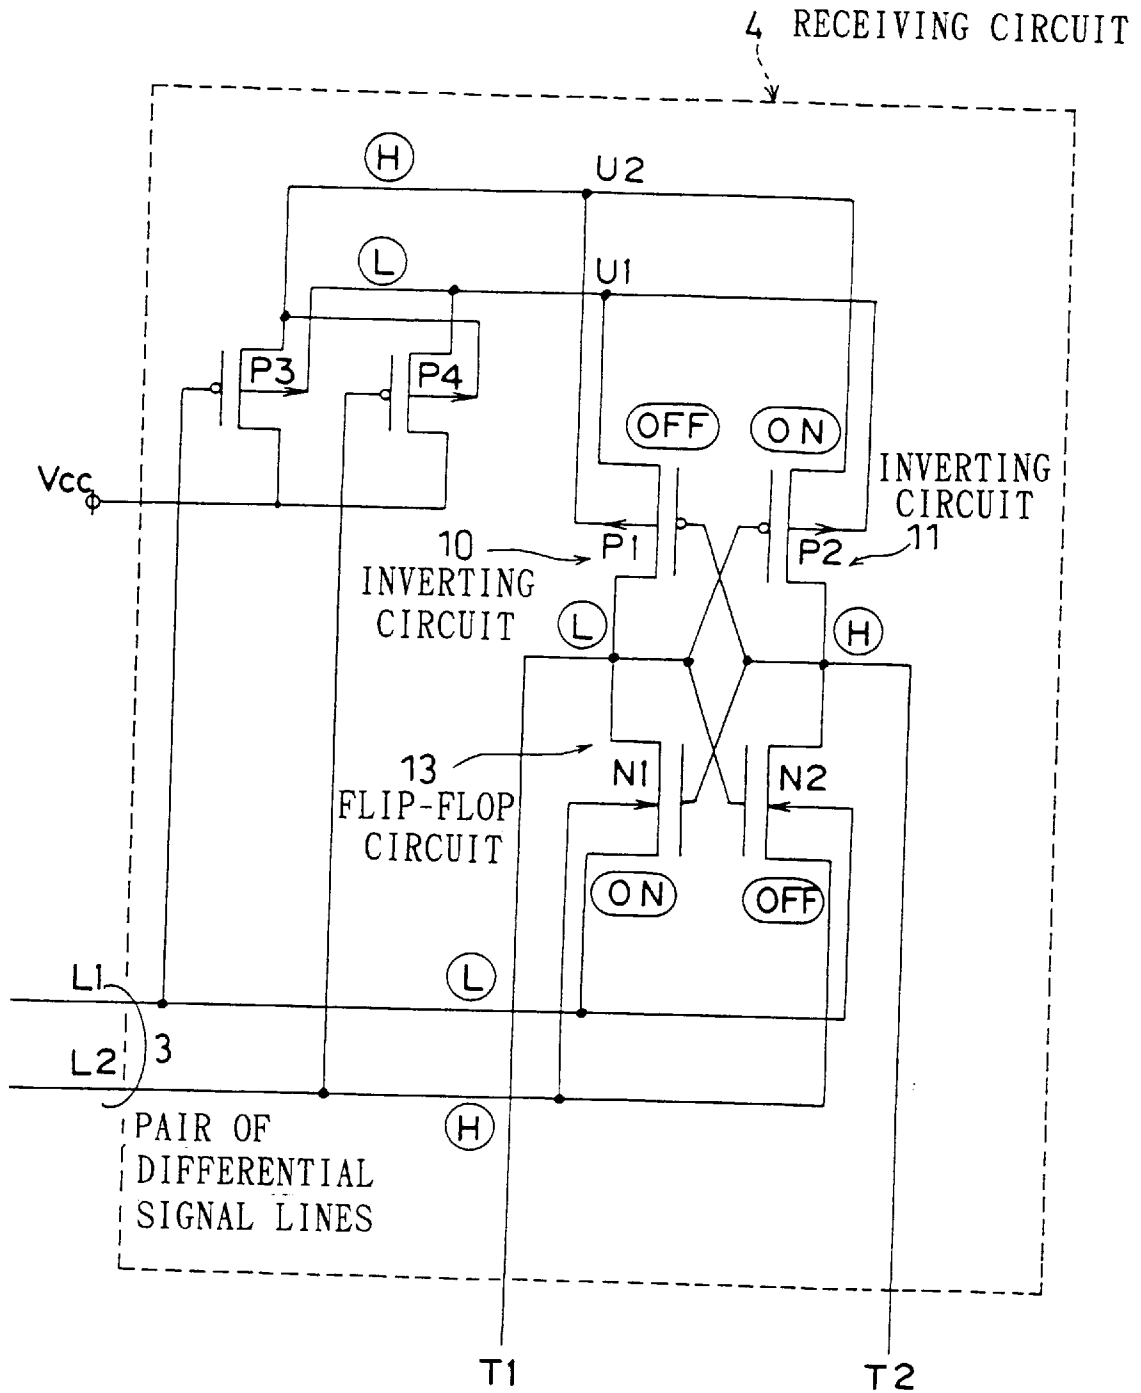 4 RECEIVING CIRCUIT
H
U2
L
U1
P3
P4
OFF
ON
Vcc
INVERTING
CIRCUIT
11
10
INVERTING
CIRCUIT
P1
P2
L
H
13
FLIP-FLOP
CIRCUIT
N1
N2
ON
OFF
L1
L
L2
3
H
PAIR OF
DIFFERENTIAL
SIGNAL LINES
T1
T2